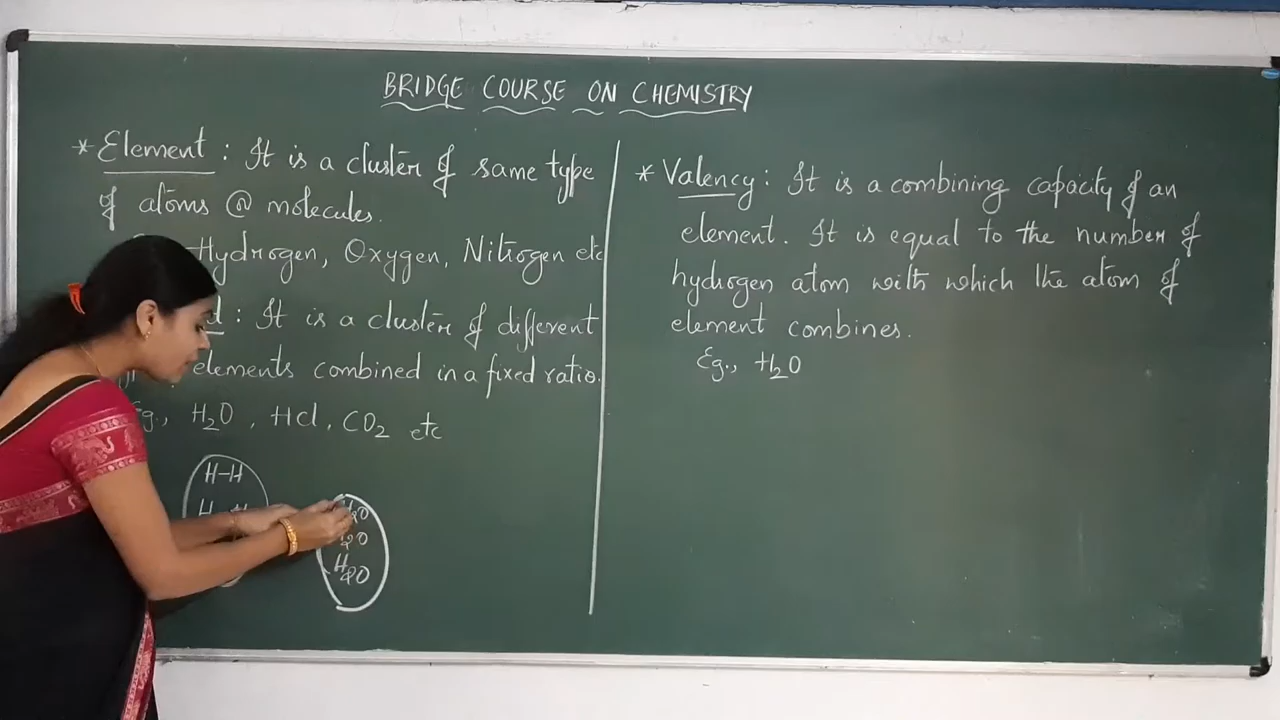 BRIDGE COURSE ON CHEMISTRY
* Element : It is a cluster of same type
of atoms @ molecules.
Hydrogen, Oxygen, Nitrogen etc
: It is a cluster of different
elements combined in a fixed ratio.
Eg., H₂O , HCl, CO₂ etc
H-H
H
H₂O
₂O
H₂O
* Valency : It is a combining capacity of an
element. It is equal to the number of
hydrogen atom with which the atom of
element combines.
Eg., H₂O